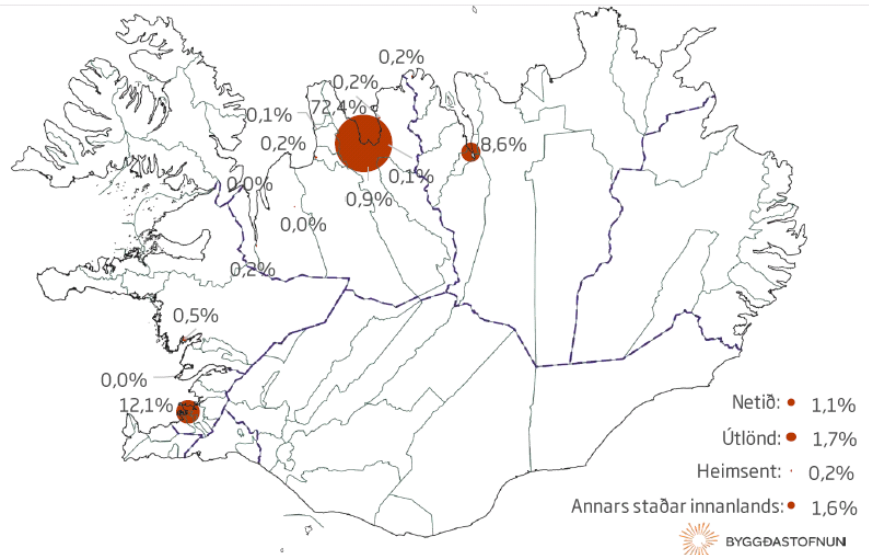 0,2%
0,2%
72,4%
0,1%
0,2%
8,6%
0,1%
0,0%
0,9%
0,0%
0,2%
0,5%
0,0%
12,1%
Netið: 1,1%
Útlönd: 1,7%
Heimsent: 0,2%
Annars staðar innanlands: 1,6%
BYGGÐASTOFNUN